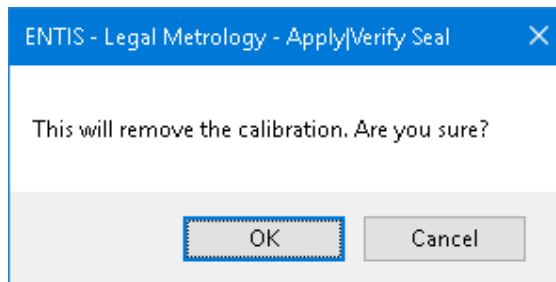 ENTIS - Legal Metrology - Apply|Verify Seal
This will remove the calibration. Are you sure?
OK
Cancel